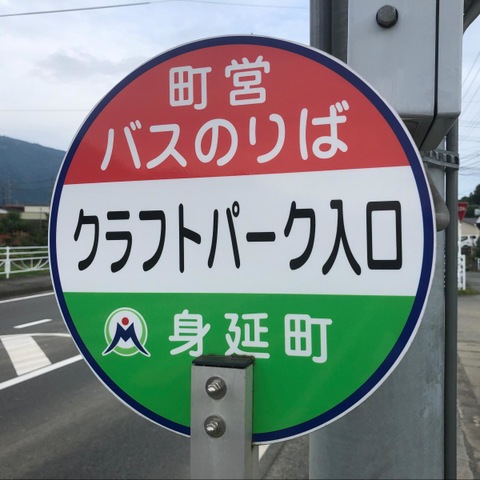 町営
バスのりば
クラフトパーク入口
身延町